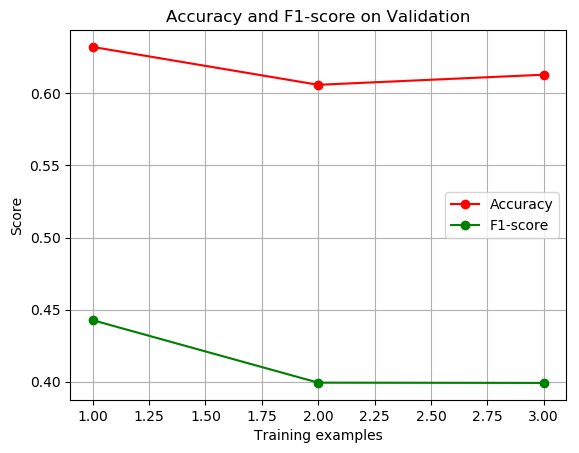 Accuracy and F1-score on Validation
Score
0.60
0.55
0.50
0.45
0.40
Accuracy
F1-score
1.00 1.25 1.50 1.75 2.00 2.25 2.50 2.75 3.00
Training examples